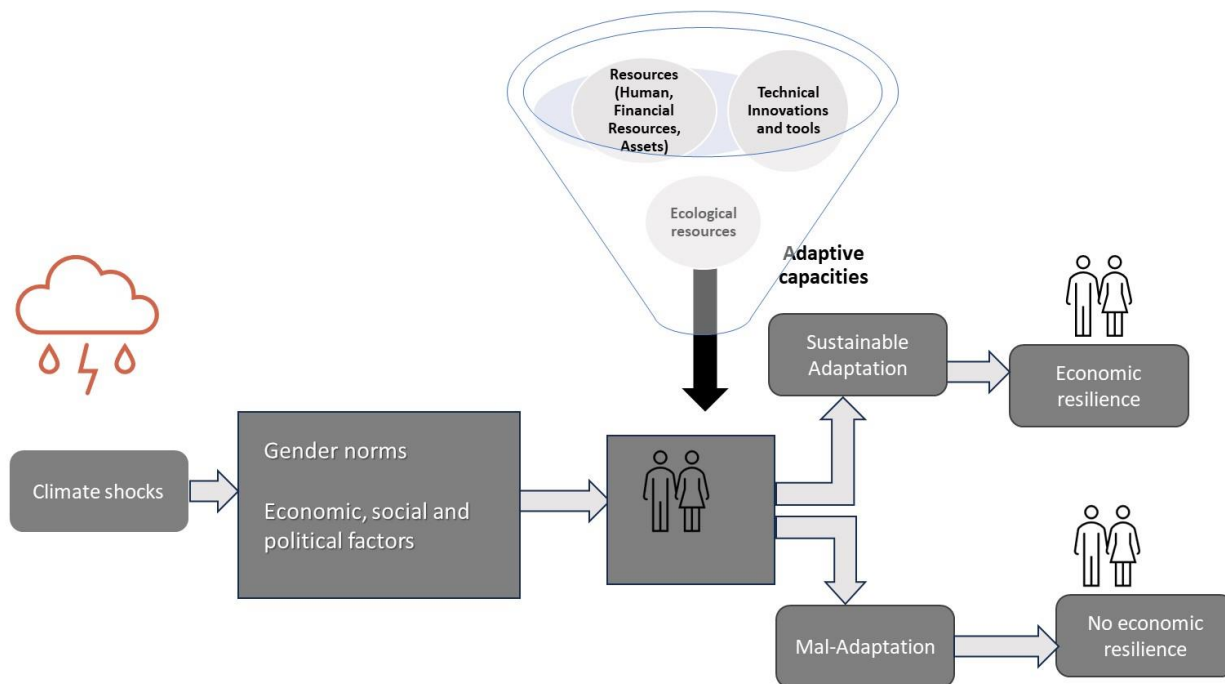 Resources
(Human,
Financial
Resources,
Assets)
Technical
Innovations
and tools
Ecological
resources
Adaptive
capacities
Sustainable
Adaptation
Economic
resilience
Climate shocks
Gender norms
Economic, social and
political factors
Mal-Adaptation
No economic
resilience